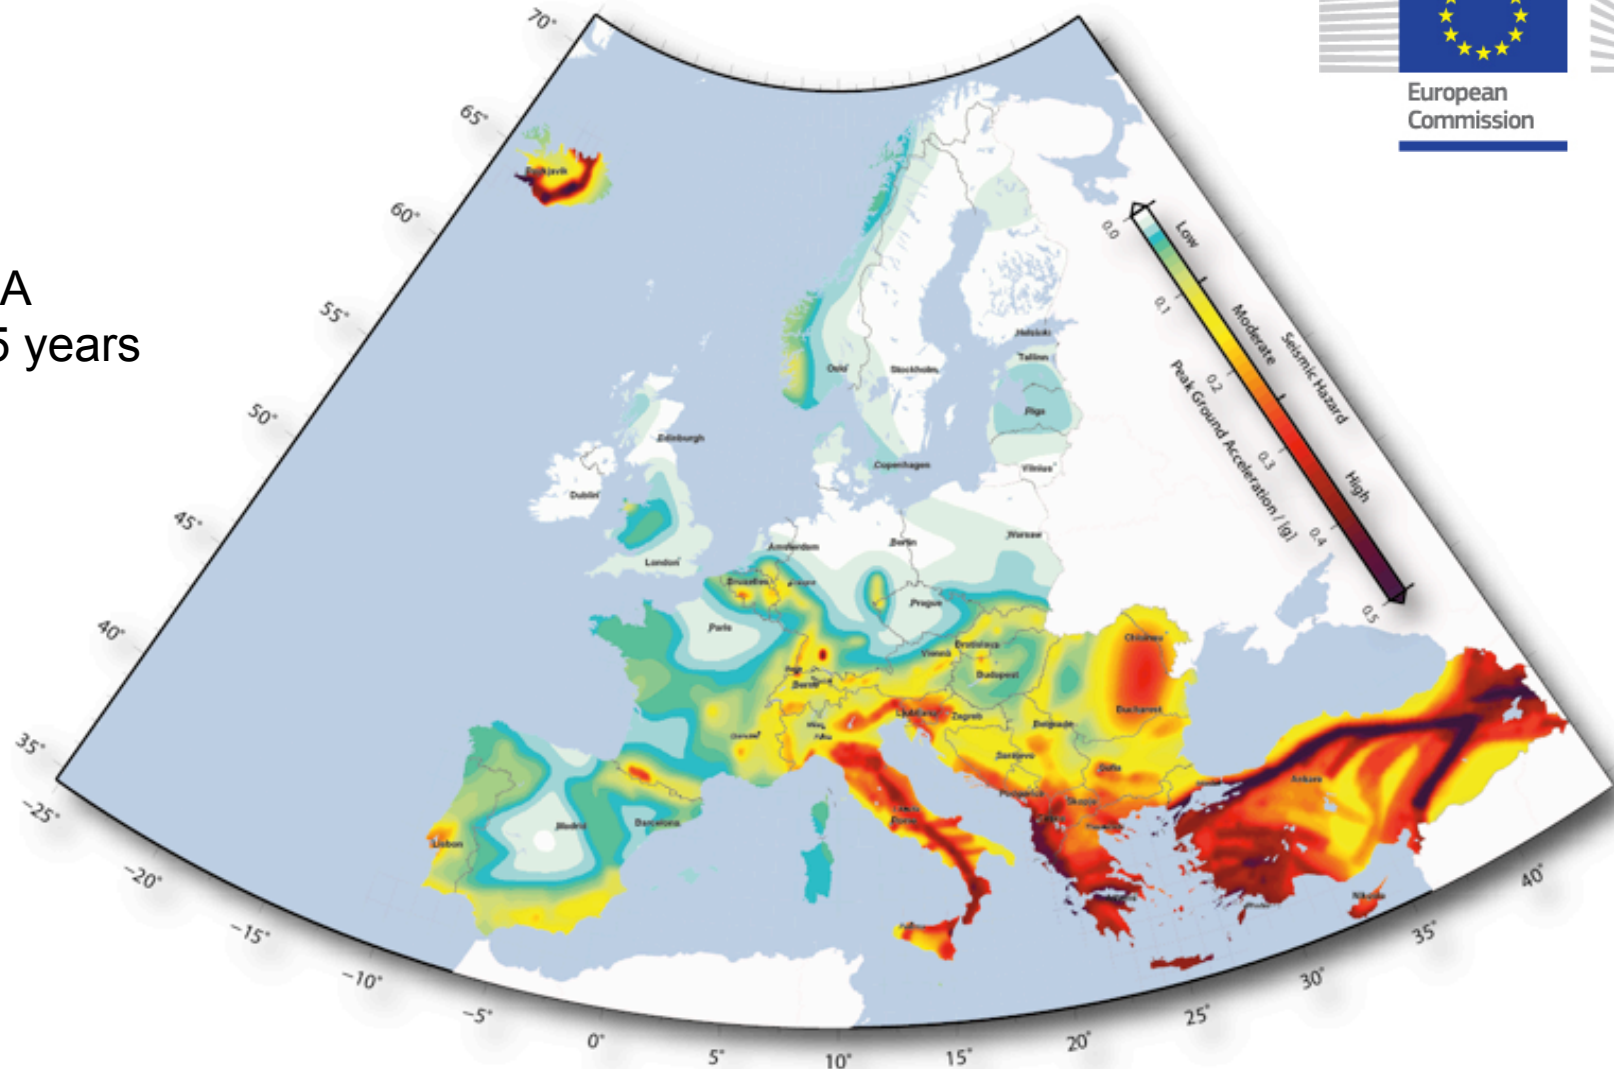 70°
65°
60°
55°
50°
45°
40°
35°
-25°
-20°
-15°
-10°
-5°
0°
5°
10°
15°
20°
25°
30°
35°
40°
European
Commission
A
5 years
Low
Moderate
High
Seismic Hazard
Peak Ground Acceleration / [g]
0.0
0.1
0.2
0.3
0.4
0.5
Reykjavik
Helsinki
Tallinn
Oslo
Stockholm
Riga
Edinburgh
Copenhagen
Vilnius
Dublin
Warsaw
Berlin
Amsterdam
London
Bruxelles
Prague
Paris
Chisinau
Bratislava
Vienna
Budapest
Bern
Bucharest
Ljubljana
Zagreb
Belgrade
Sarajevo
Sofia
Ankara
Podgorica
Skopje
Madrid
Barcelona
Rome
Lisbon
Nikosia